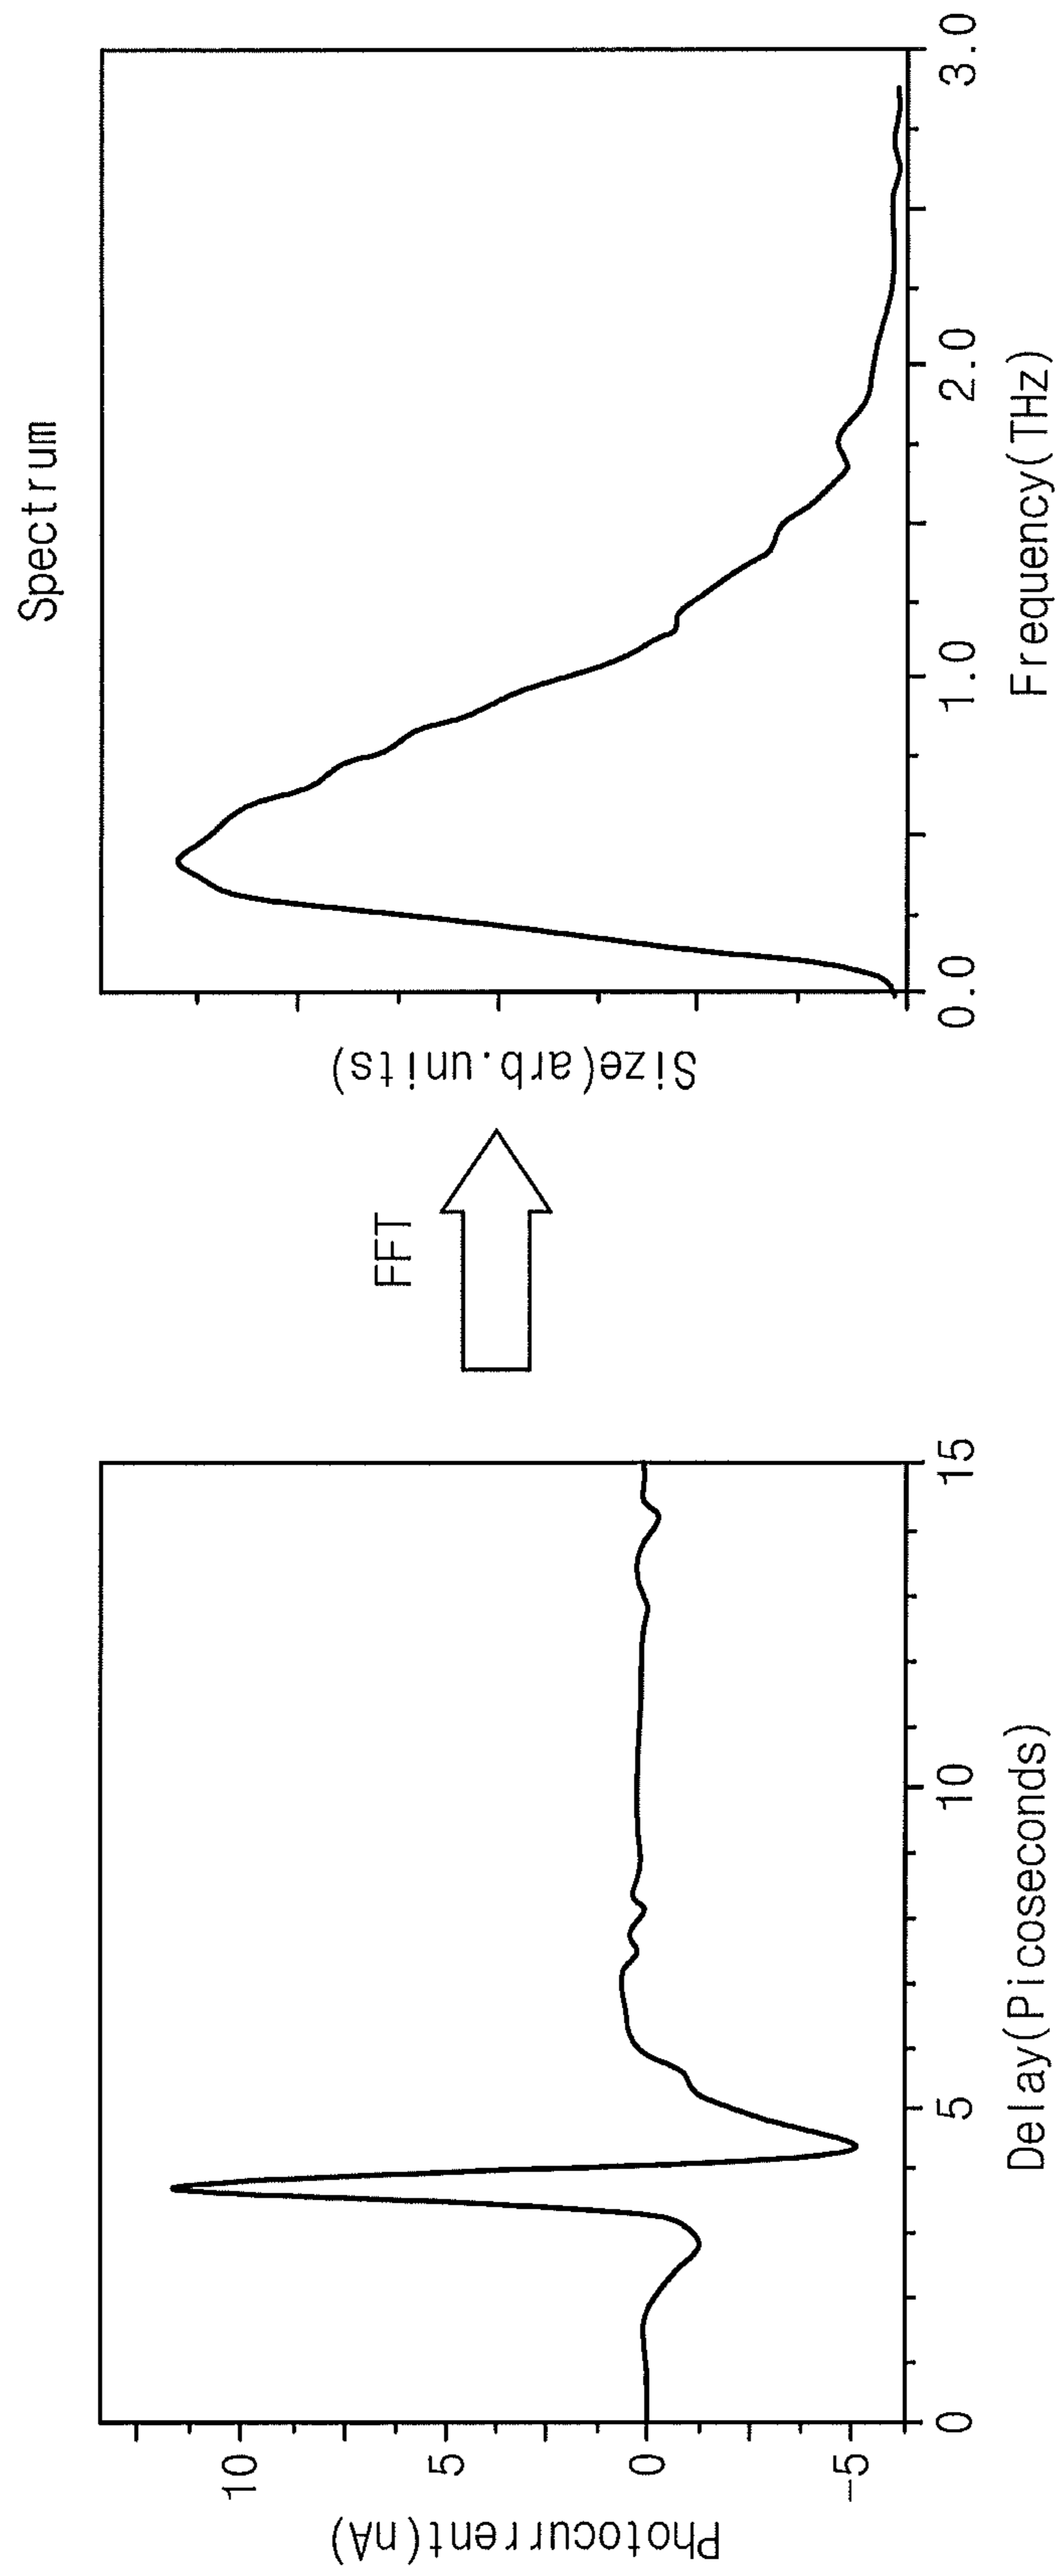 Photocurrent(nA)
10
5
0
-5
0
5
10
15
Delay(Picoseconds)
FFT
Spectrum
Size(arb.units)
0.0
1.0
2.0
3.0
Frequency(THz)